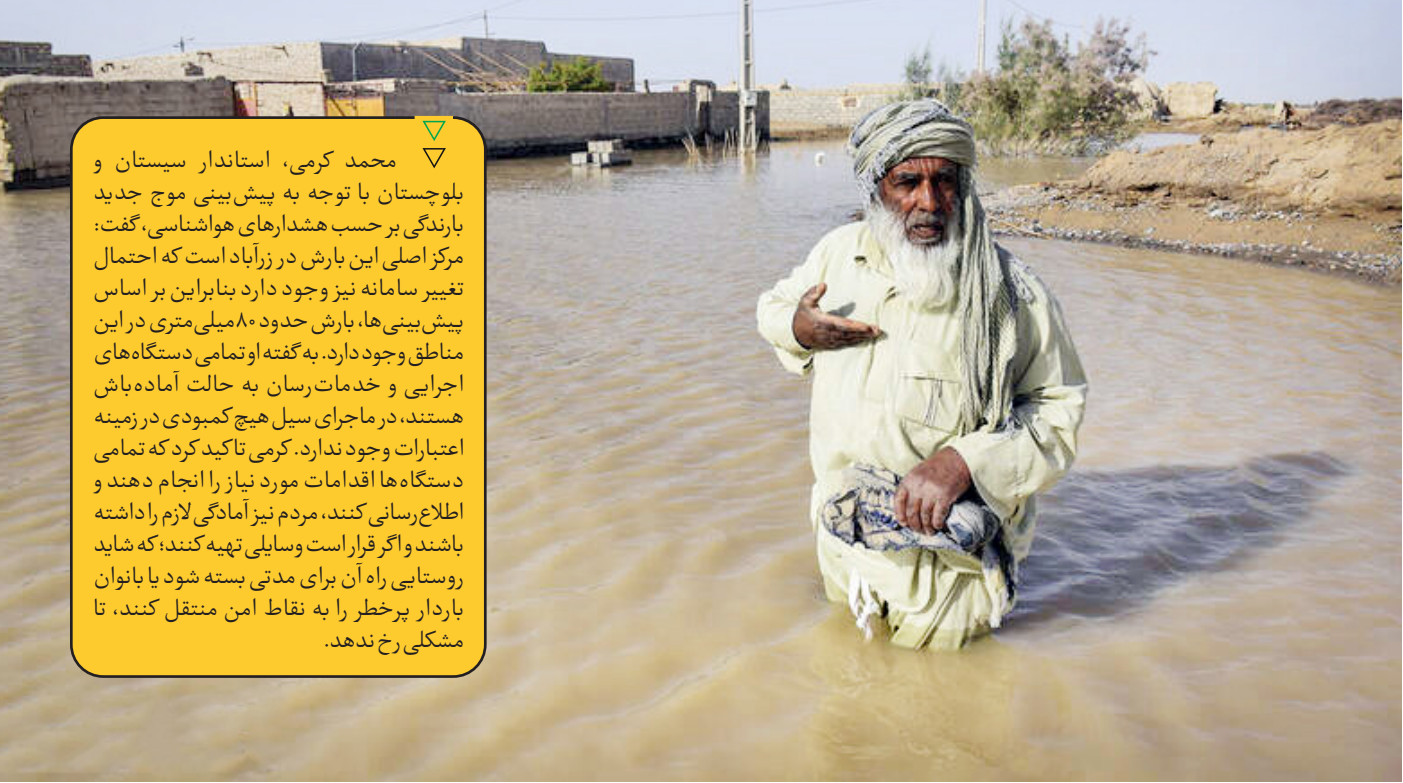 محمد کرمی، استاندار سیستان و
بلوچستان با توجه به پیش‌بینی موج جدید
بارندگی بر حسب هشدارهای هواشناسی، گفت:
مرکز اصلی این بارش در زرآباد است که احتمال
تغییر سامانه نیز وجود دارد بنابراین بر اساس
پیش‌بینی‌ها، بارش حدود ۸۰میلی‌متری در این
مناطق وجود دارد. به گفته او تمامی دستگاه‌های
اجرایی و خدمات‌رسان به حالت آماده‌باش
هستند، در ماجرای سیل هیچ کمبودی در زمینه
اعتبارات وجود ندارد. کرمی تاکید کرد که تمامی
دستگاه‌ها اقدامات مورد نیاز را انجام دهند و
اطلاع‌رسانی کنند، مردم نیز آمادگی لازم را داشته
باشند و اگر قرار است وسایلی تهیه کنند؛ که شاید
روستایی راه آن برای مدتی بسته شود یا بانوان
باردار پرخطر را به نقاط امن منتقل کنند، تا
مشکلی رخ ندهد.